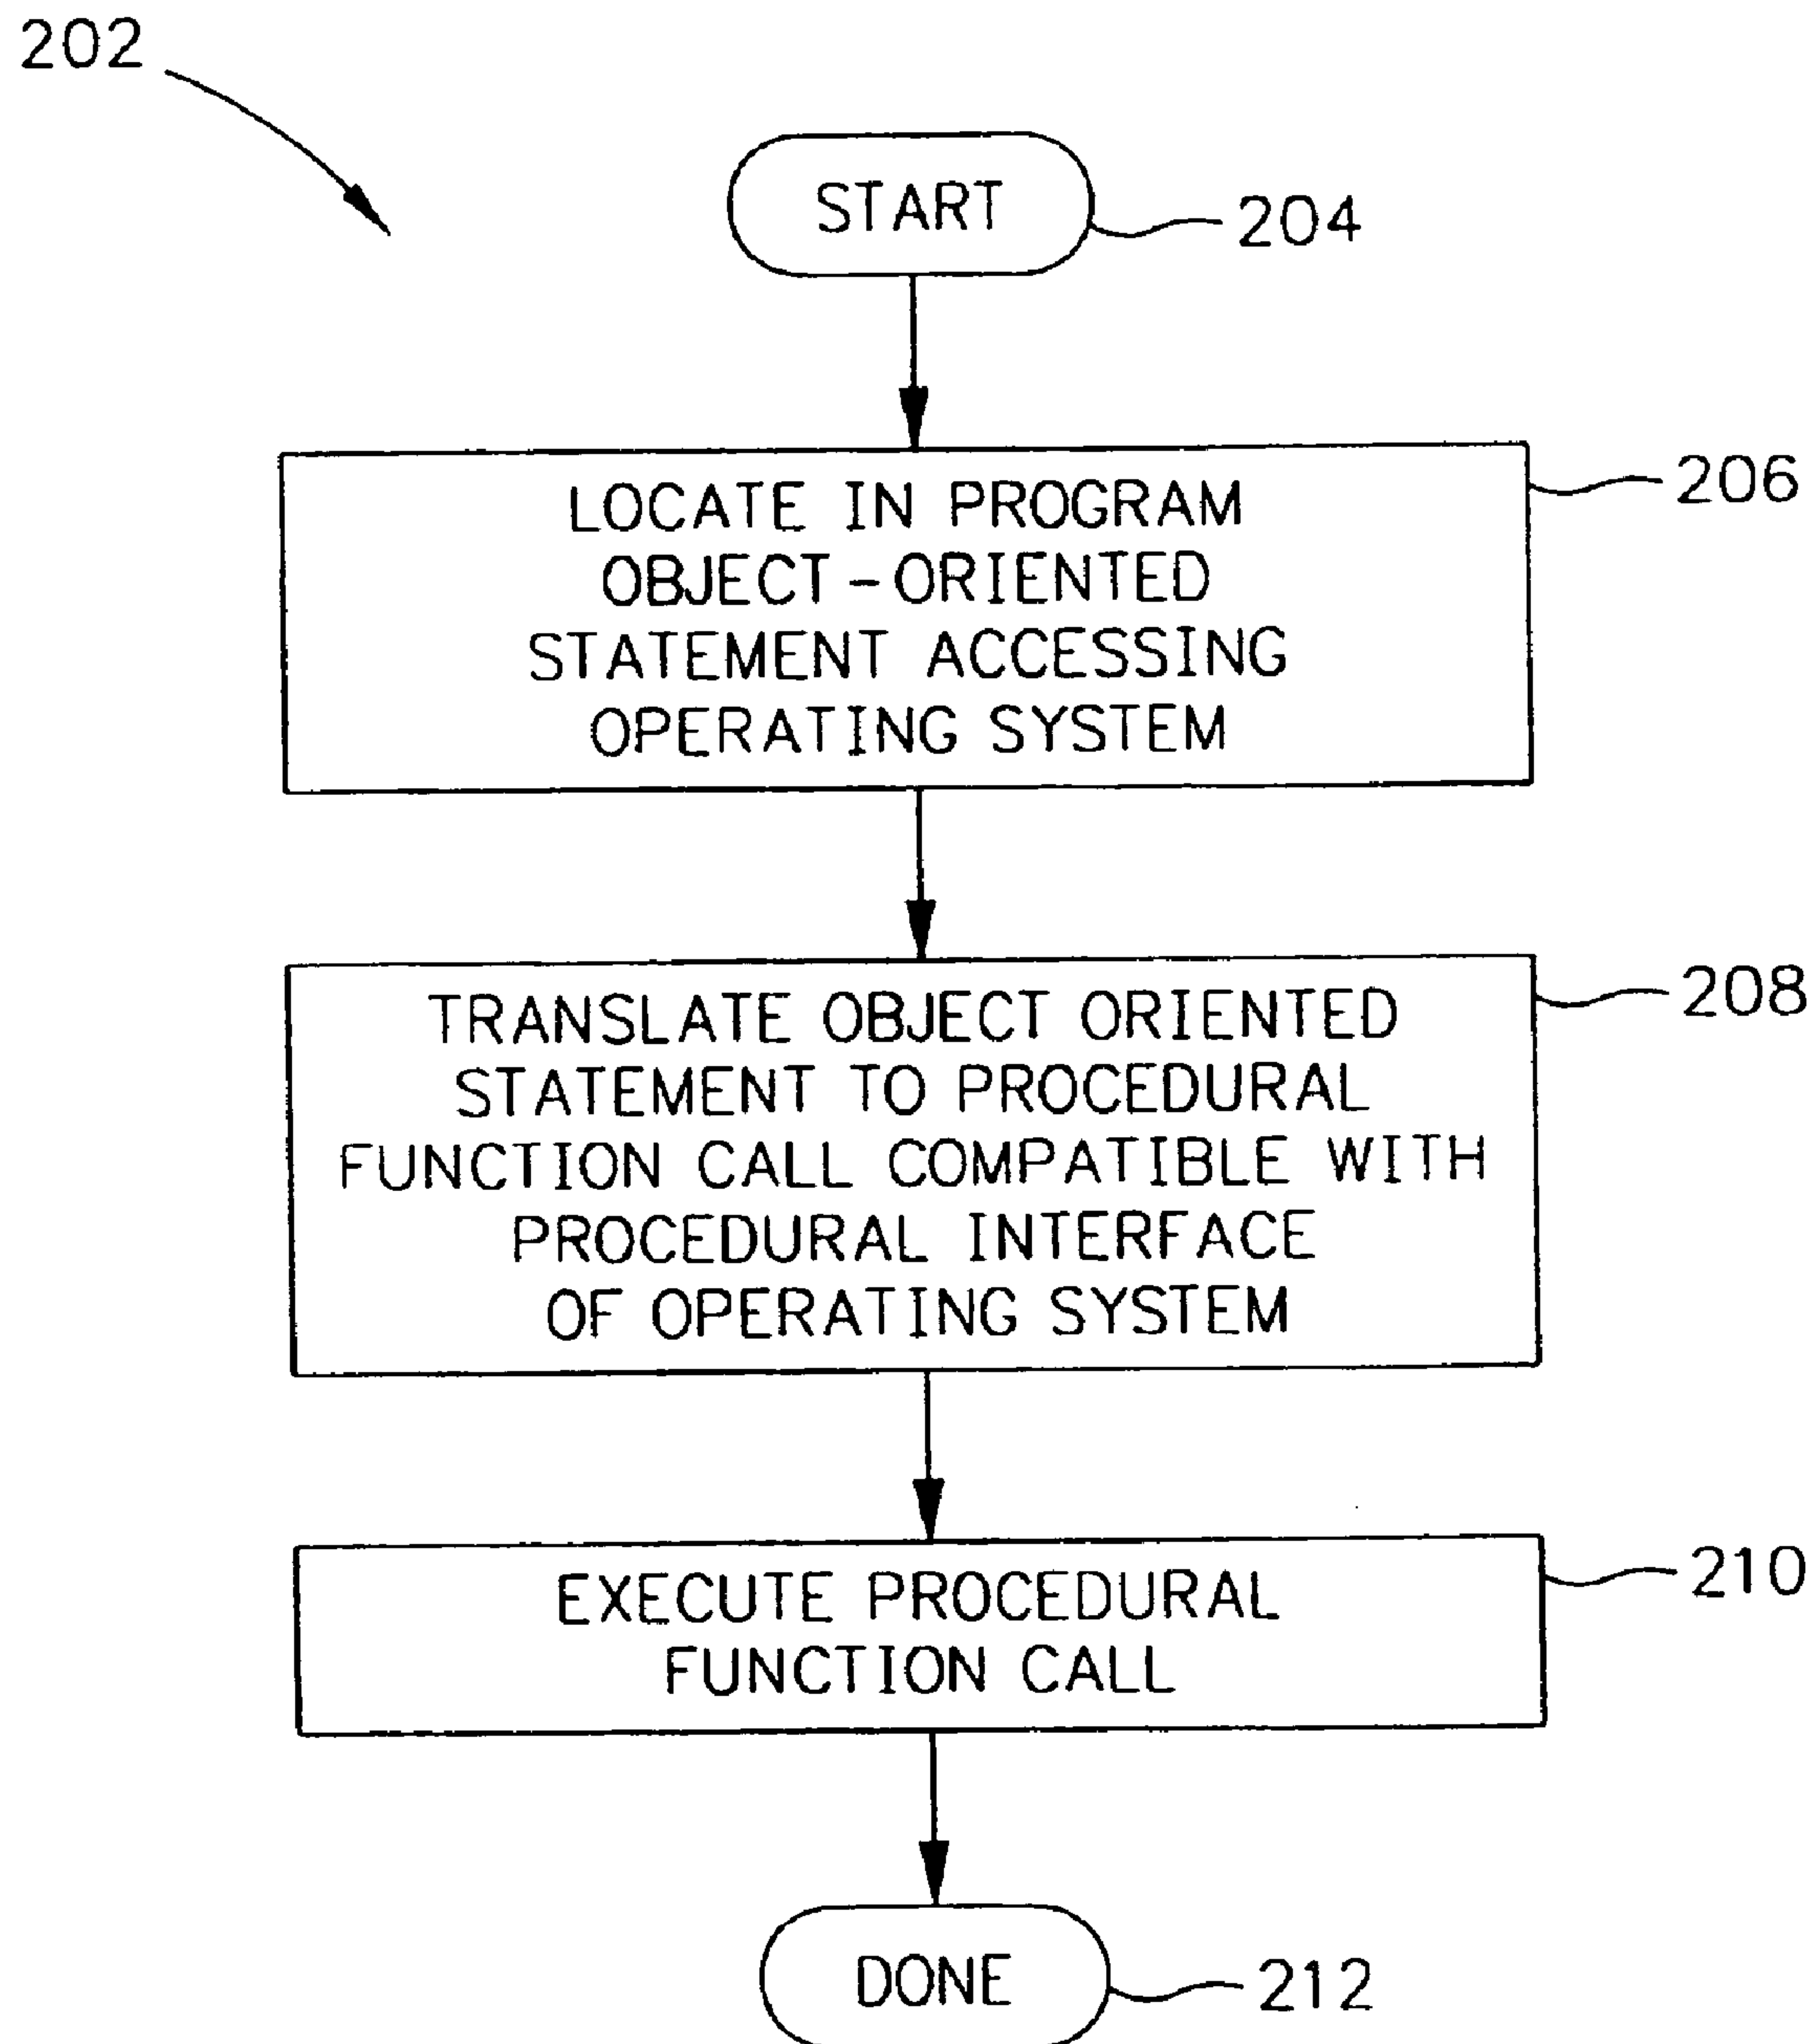 202
START
204
LOCATE IN PROGRAM
206
OBJECT-ORIENTED
STATEMENT ACCESSING
OPERATING SYSTEM
TRANSLATE OBJECT ORIENTED
208
STATEMENT TO PROCEDURAL
FUNCTION CALL COMPATIBLE WITH
PROCEDURAL INTERFACE
OF OPERATING SYSTEM
EXECUTE PROCEDURAL
210
FUNCTION CALL
DONE
212